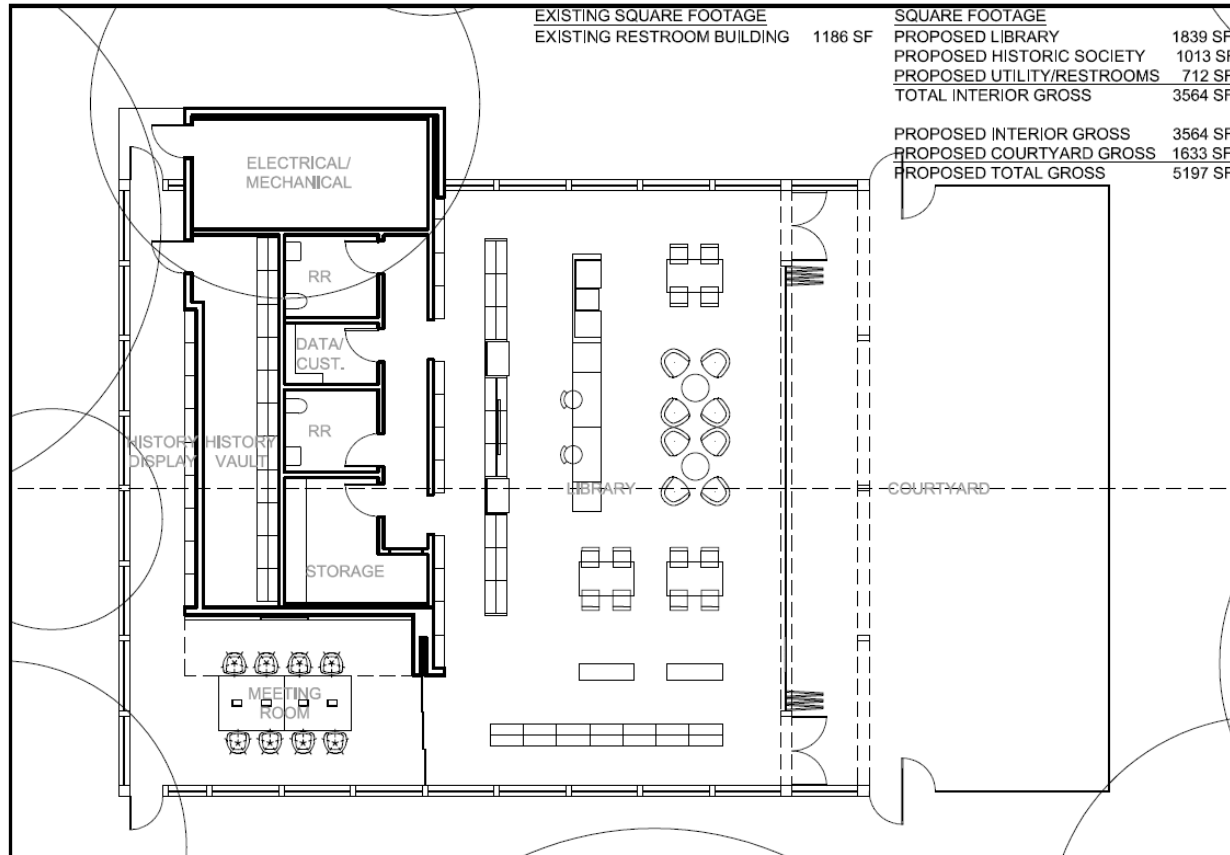 EXISTING SQUARE FOOTAGE
EXISTING RESTROOM BUILDING 1186 SF
SQUARE FOOTAGE
PROPOSED LIBRARY 1839 SF
PROPOSED HISTORIC SOCIETY 1013 SF
PROPOSED UTILITY/RESTROOMS 712 SF
TOTAL INTERIOR GROSS 3564 SF
PROPOSED INTERIOR GROSS 3564 SF
PROPOSED COURTYARD GROSS 1633 SF
PROPOSED TOTAL GROSS 5197 SF
ELECTRICAL/
MECHANICAL
RR
DATA/
CUST.
RR
HISTORY
DISPLAY
HISTORY
VAULT
LIBRARY
COURTYARD
STORAGE
MEETING
ROOM